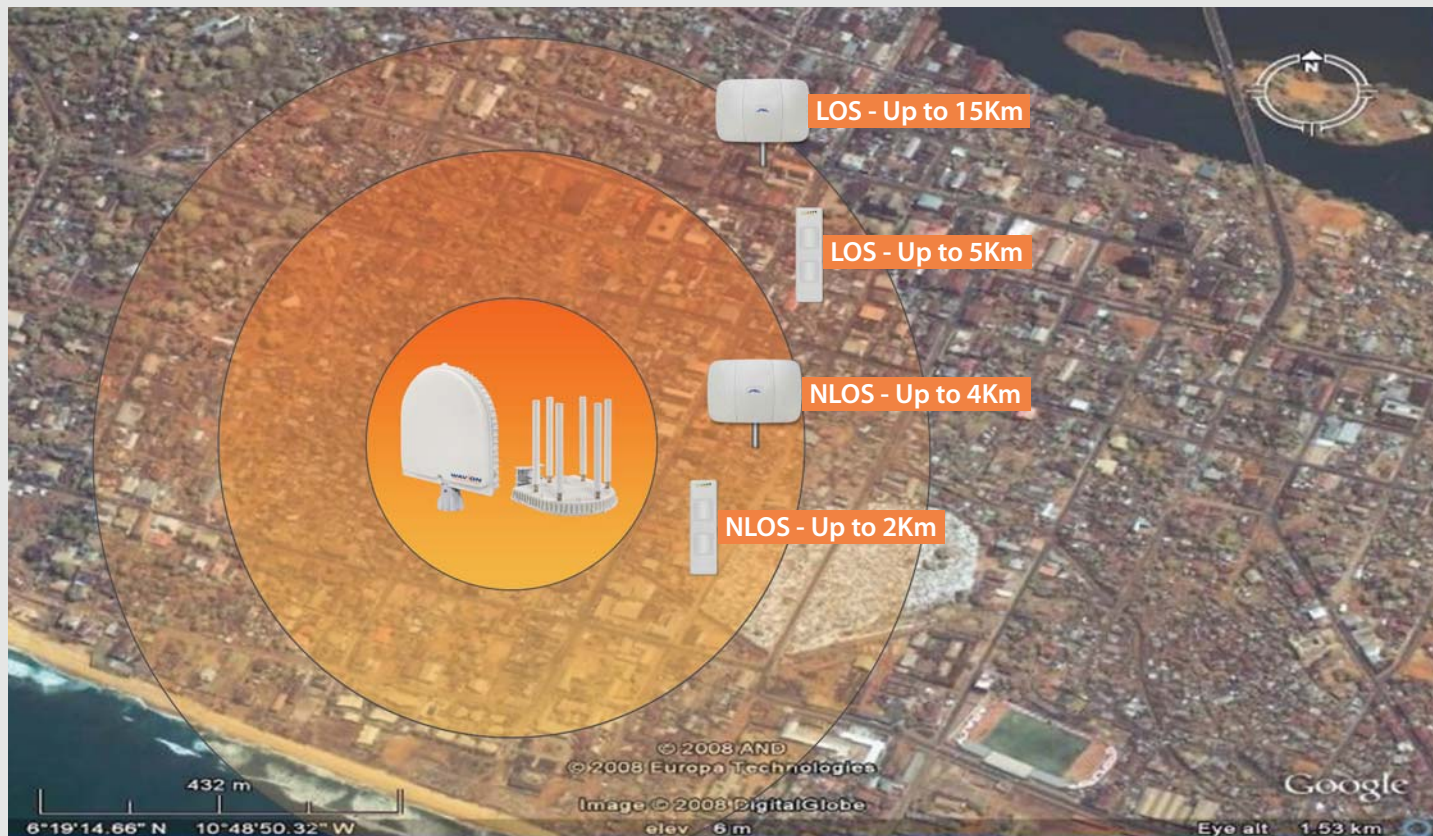 N
LOS - Up to 15Km
LOS - Up to 5Km
NLOS - Up to 4Km
WAVION
NLOS - Up to 2Km
© 2008 AND
© 2008 Europa Technologies
432 m
Image © 2008 DigitalGlobe
Google
6°19'14.66" N 10°48'50.32" W
elev 6 m
Eye alt 1.53 km